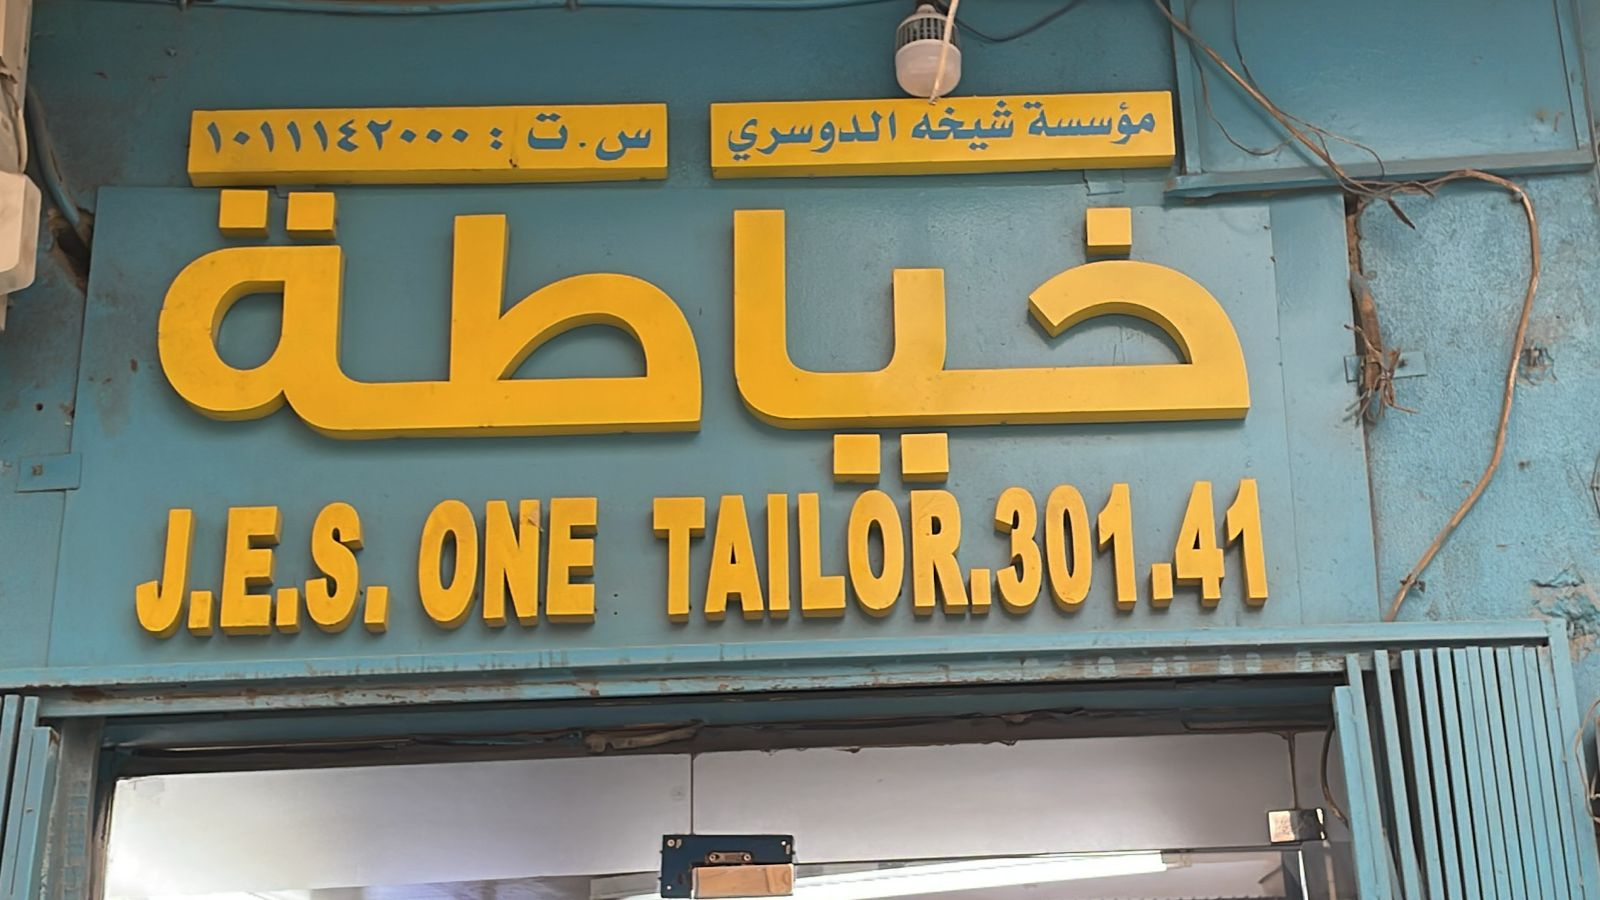 مؤسسة شيخه الدوسري س.ت : ١٠١١١٤٢٠٠٠
خياطة
J.E.S. ONE TAILOR.301.41